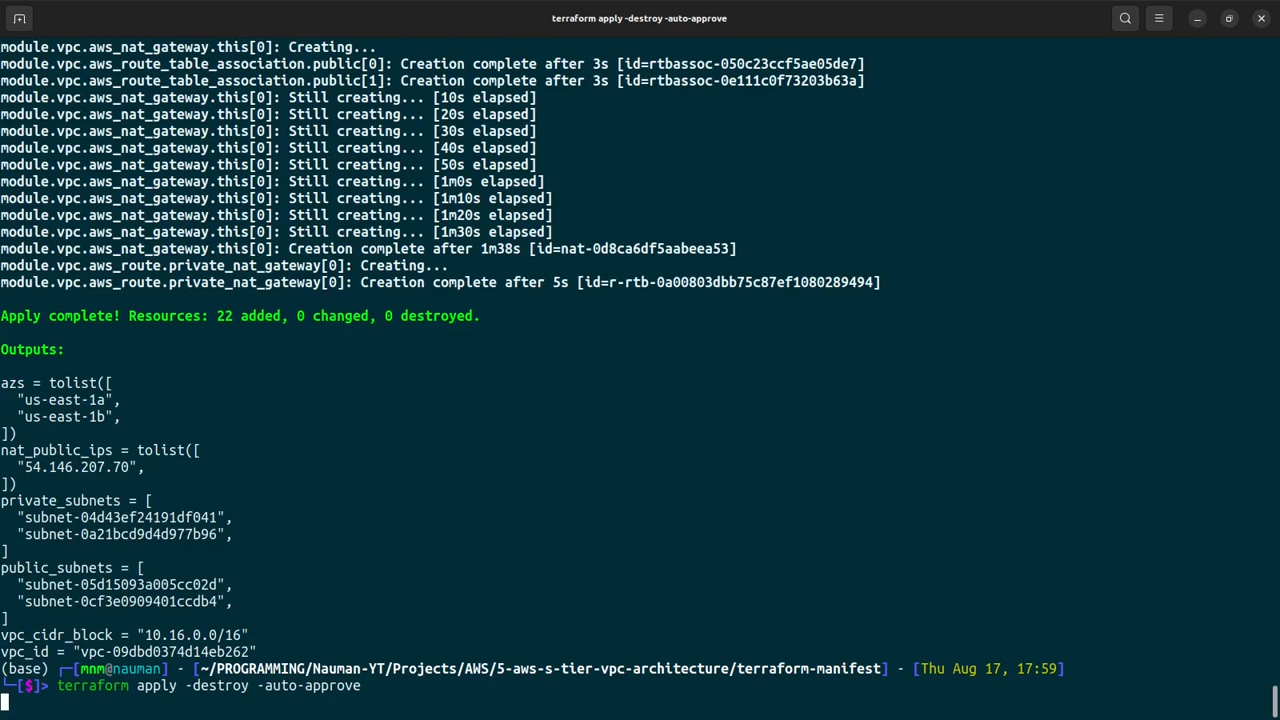 terraform apply -destroy -auto-approve
module.vpc.aws_nat_gateway.this[0]: Creating...
module.vpc.aws_route_table_association.public[0]: Creation complete after 3s [id=rtbassoc-050c23ccf5ae05de7]
module.vpc.aws_route_table_association.public[1]: Creation complete after 3s [id=rtbassoc-0e111c0f73203b63a]
module.vpc.aws_nat_gateway.this[0]: Still creating... [10s elapsed]
module.vpc.aws_nat_gateway.this[0]: Still creating... [20s elapsed]
module.vpc.aws_nat_gateway.this[0]: Still creating... [30s elapsed]
module.vpc.aws_nat_gateway.this[0]: Still creating... [40s elapsed]
module.vpc.aws_nat_gateway.this[0]: Still creating... [50s elapsed]
module.vpc.aws_nat_gateway.this[0]: Still creating... [1m0s elapsed]
module.vpc.aws_nat_gateway.this[0]: Still creating... [1m10s elapsed]
module.vpc.aws_nat_gateway.this[0]: Still creating... [1m20s elapsed]
module.vpc.aws_nat_gateway.this[0]: Still creating... [1m30s elapsed]
module.vpc.aws_nat_gateway.this[0]: Creation complete after 1m38s [id=nat-0d8ca6df5aabeea53]
module.vpc.aws_route.private_nat_gateway[0]: Creating...
module.vpc.aws_route.private_nat_gateway[0]: Creation complete after 5s [id=r-rtb-0a00803dbb75c87ef1080289494]
Apply complete! Resources: 22 added, 0 changed, 0 destroyed.
Outputs:
azs = tolist([
  "us-east-1a",
  "us-east-1b",
])
nat_public_ips = tolist([
  "54.146.207.70",
])
private_subnets = [
  "subnet-04d43ef24191df041",
  "subnet-0a21bcd9d4d977b96",
]
public_subnets = [
  "subnet-05d15093a005cc02d",
  "subnet-0cf3e0909401ccdb4",
]
vpc_cidr_block = "10.16.0.0/16"
vpc_id = "vpc-09dbd0374d14eb262"
(base) ┌─[mnm@nauman] - [~/PROGRAMMING/Nauman-YT/Projects/AWS/5-aws-s-tier-vpc-architecture/terraform-manifest] - [Thu Aug 17, 17:59]
└─[$]> terraform apply -destroy -auto-approve